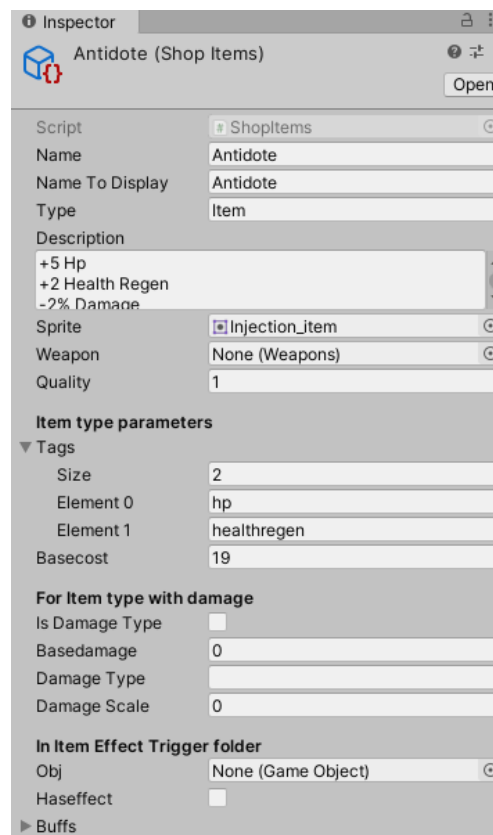 Inspector
Antidote (Shop Items)
Open
Script ShopItems
Name Antidote
Name To Display Antidote
Type Item
Description
+5 Hp
+2 Health Regen
-2% Damage
Sprite Injection_item
Weapon None (Weapons)
Quality 1
Item type parameters
Tags
Size 2
Element 0 hp
Element 1 healthregen
Basecost 19
For Item type with damage
Is Damage Type
Basedamage 0
Damage Type
Damage Scale 0
In Item Effect Trigger folder
Obj None (Game Object)
Haseffect
Buffs